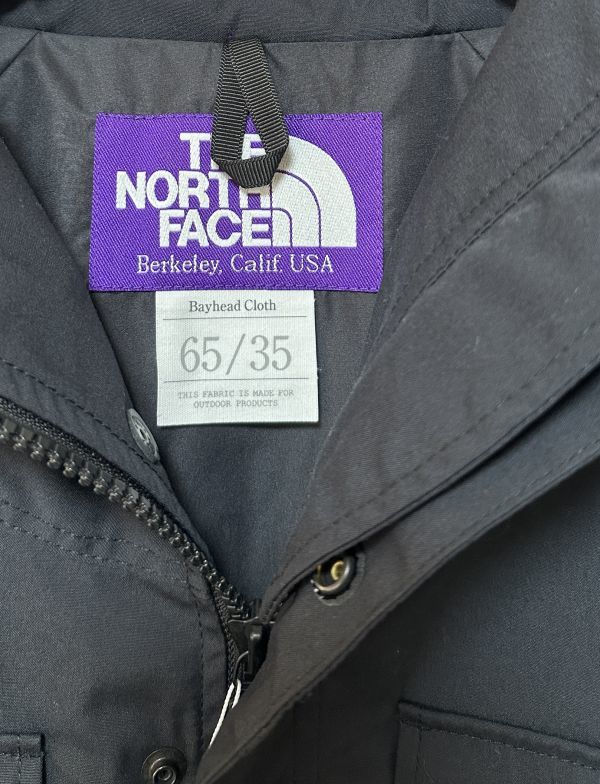 THE
NORTH
FACE
Berkeley, Calif. USA
Bayhead Cloth
65/35
THIS FABRIC IS MADE FOR
OUTDOOR PRODUCTS